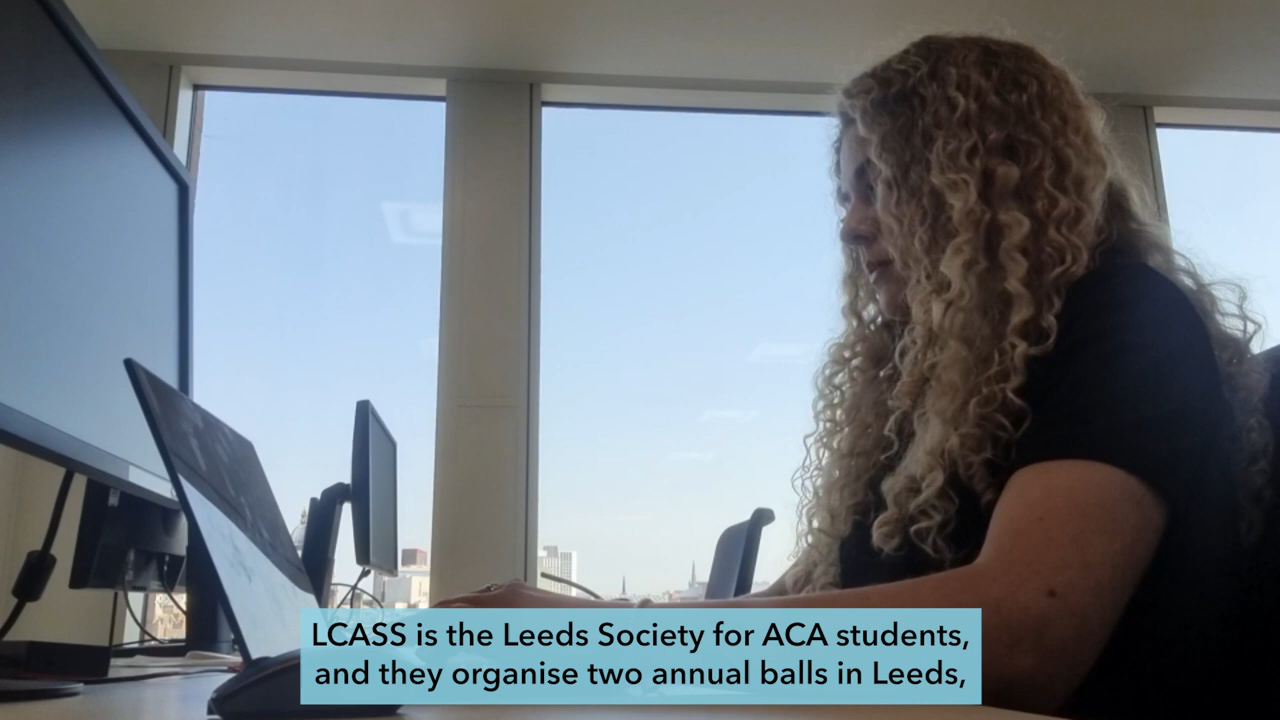 LCASS is the Leeds Society for ACA students,
and they organise two annual balls in Leeds,